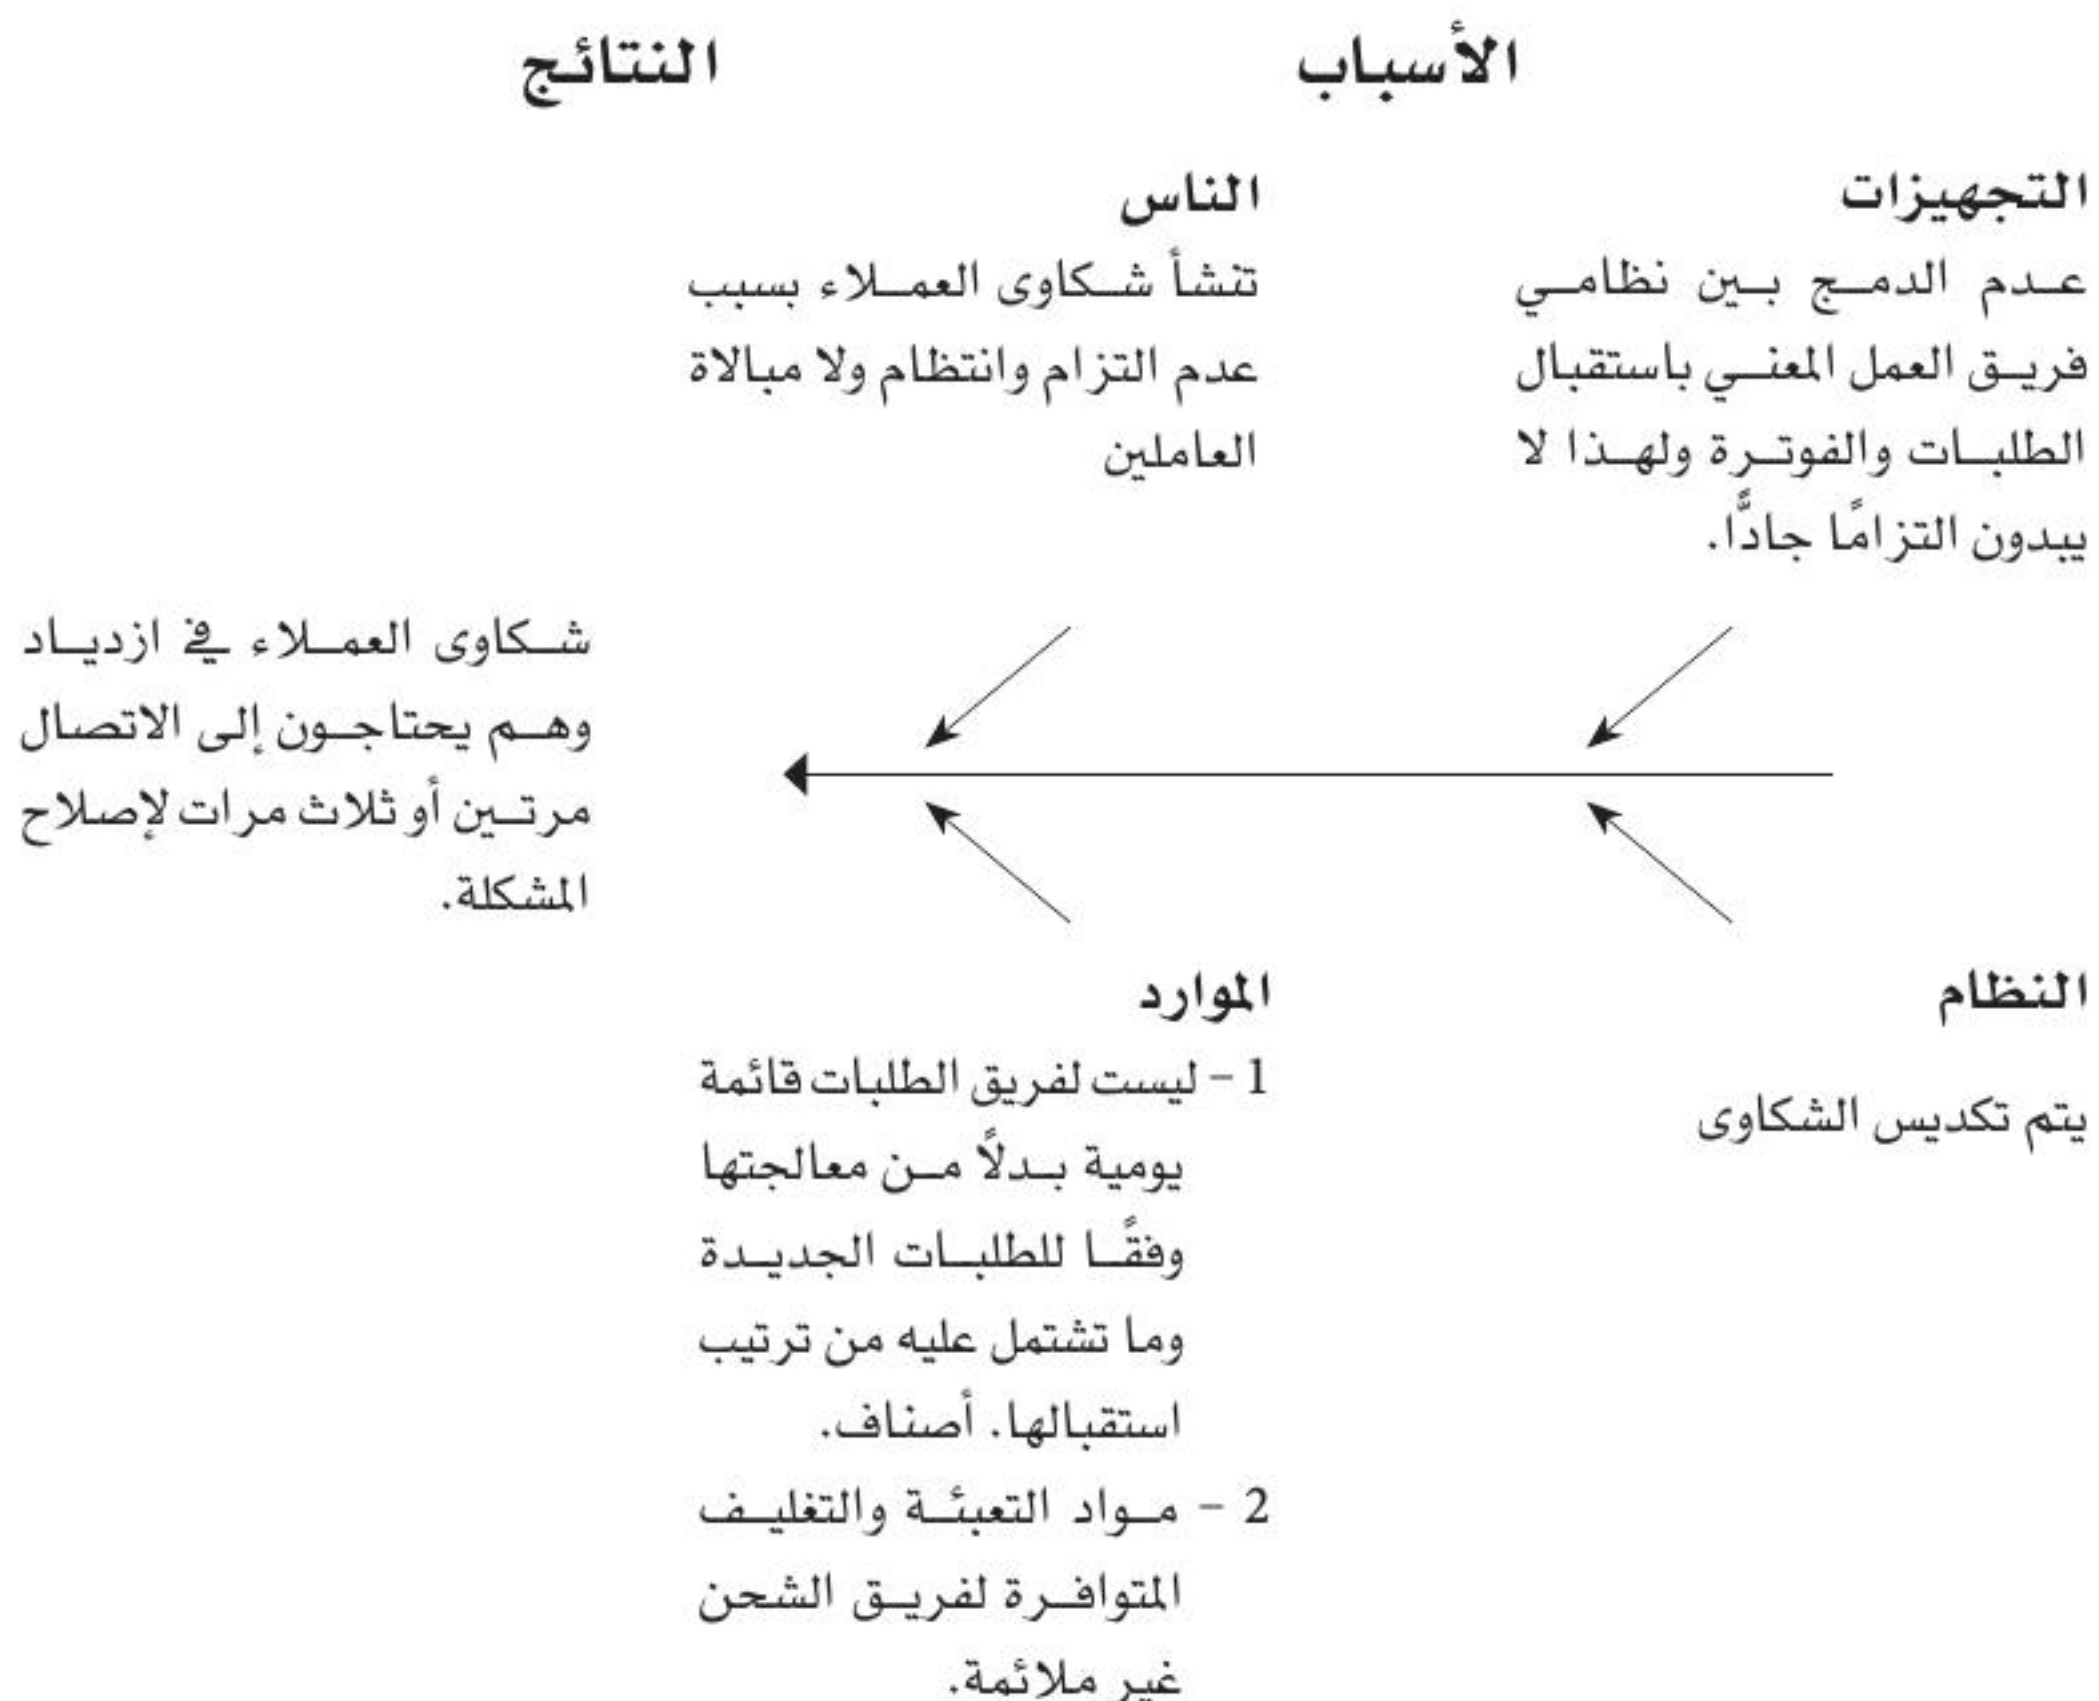 الأسباب
النتائج
التجهيزات
عدم الدمج بين نظامي
فريق العمل المعني باستقبال
الطلبات والفوترة ولهذا لا
يبدون التزامًا جادًّا.
الناس
تنشأ شكاوى العملاء بسبب
عدم التزام وانتظام ولا مبالاة
العاملين
شكاوى العملاء في ازدياد
وهم يحتاجون إلى الاتصال
مرتين أو ثلاث مرات لإصلاح
المشكلة.
النظام
يتم تكديس الشكاوى
الموارد
1 – ليست لفريق الطلبات قائمة
يومية بدلًا من معالجتها
وفقًا للطلبات الجديدة
وما تشتمل عليه من ترتيب
استقبالها. أصناف.
2 – مواد التعبئة والتغليف
المتوافرة لفريق الشحن
غير ملائمة.